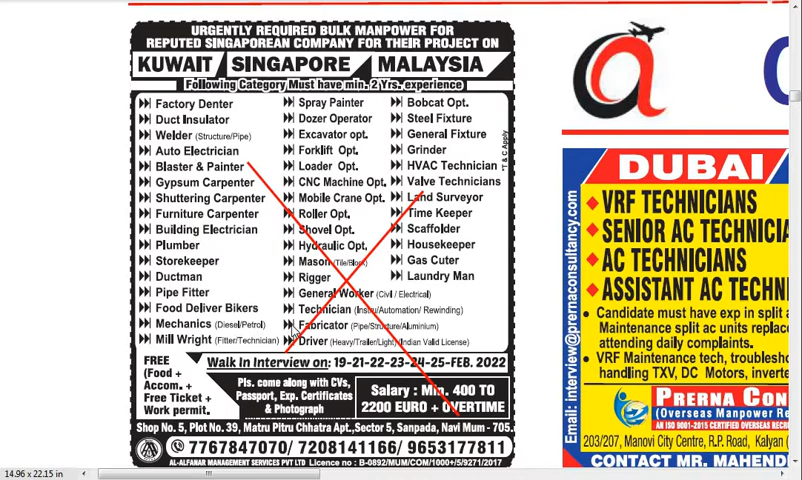 URGENTLY REQUIRED BULK MANPOWER FOR
REPUTED SINGAPOREAN COMPANY FOR THEIR PROJECT ON
KUWAIT SINGAPORE MALAYSIA
Following Category Must have min. 2 Yrs. experience
Factory Denter
Duct Insulator
Welder (Structure/Pipe)
Auto Electrician
Blaster & Painter
Gypsum Carpenter
Shuttering Carpenter
Furniture Carpenter
Building Electrician
Plumber
Storekeeper
Ductman
Pipe Fitter
Food Deliver Bikers
Mechanics (Diesel/Petrol)
Mill Wright (Fitter/Technician)
Spray Painter
Dozer Operator
Excavator opt.
Forklift Opt.
Loader Opt.
CNC Machine Opt.
Mobile Crane Opt.
Roller Opt.
Shovel Opt.
Hydraulic Opt.
Mason (Tile/Block)
Rigger
General Worker (Civil / Electrical)
Technician (Instru/Automation/ Rewinding)
Fabricator (Pipe/Structure/Aluminium)
Driver (Heavy/Trailer/Light, Indian Valid License)
Bobcat Opt.
Steel Fixture
General Fixture
Grinder
HVAC Technician
Valve Technicians
Land Surveyor
Time Keeper
Scaffolder
Housekeeper
Gas Cuter
Laundry Man
*T & C Apply
FREE
(Food +
Accom. +
Free Ticket +
Work permit.
Walk In Interview on: 19-21-22-23-24-25-FEB. 2022
Pls. come along with CVs,
Passport, Exp. Certificates
& Photograph
Salary : Min. 400 TO
2200 EURO + OVERTIME
Shop No. 5, Plot No. 39, Matru Pitru Chhatra Apt.,Sector 5, Sanpada, Navi Mum - 705.
7767847070/ 7208141166/ 9653177811
AL-ALFANAR MANAGEMENT SERVICES PVT LTD Licence no : B-0892/MUM/COM/1000+/5/9271/2017
a
DUBAI
VRF TECHNICIANS
SENIOR AC TECHNICIA
AC TECHNICIANS
ASSISTANT AC TECHN
Candidate must have exp in split a
Maintenance split ac units replac
attending daily complaints.
VRF Maintenance tech, troublesh
handling TXV, DC Motors, inverte
Email: interview@prernaconsultancy.com
PRERNA CON
(Overseas Manpower Re
AN ISO 9001-2015 CERTIFIED OVERSEAS RECRU
203/207, Manovi City Centre, R.P. Road, Kalyan (
CONTACT MR. MAHEND
14.96 x 22.15 in